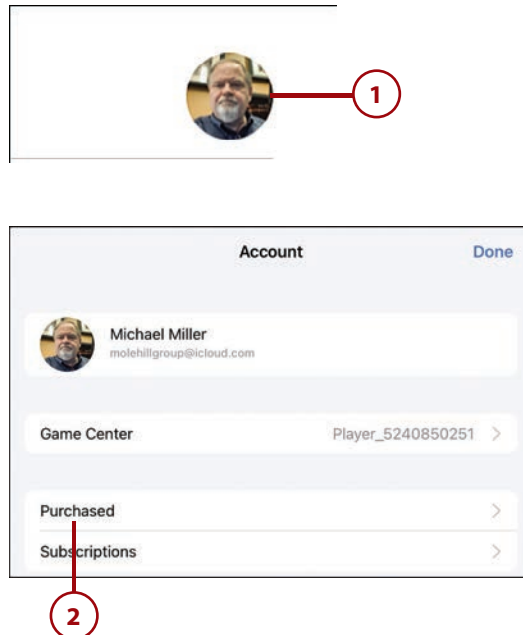 1
Account Done
Michael Miller
molehillgroup@icloud.com
Game Center Player_5240850251
Purchased
Subscriptions
2